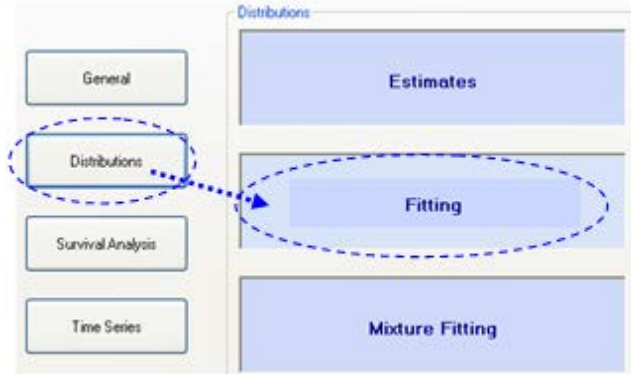 Distributions
General
Estimates
Distributions
Fitting
Survival Analysis
Time Series
Mixture Fitting